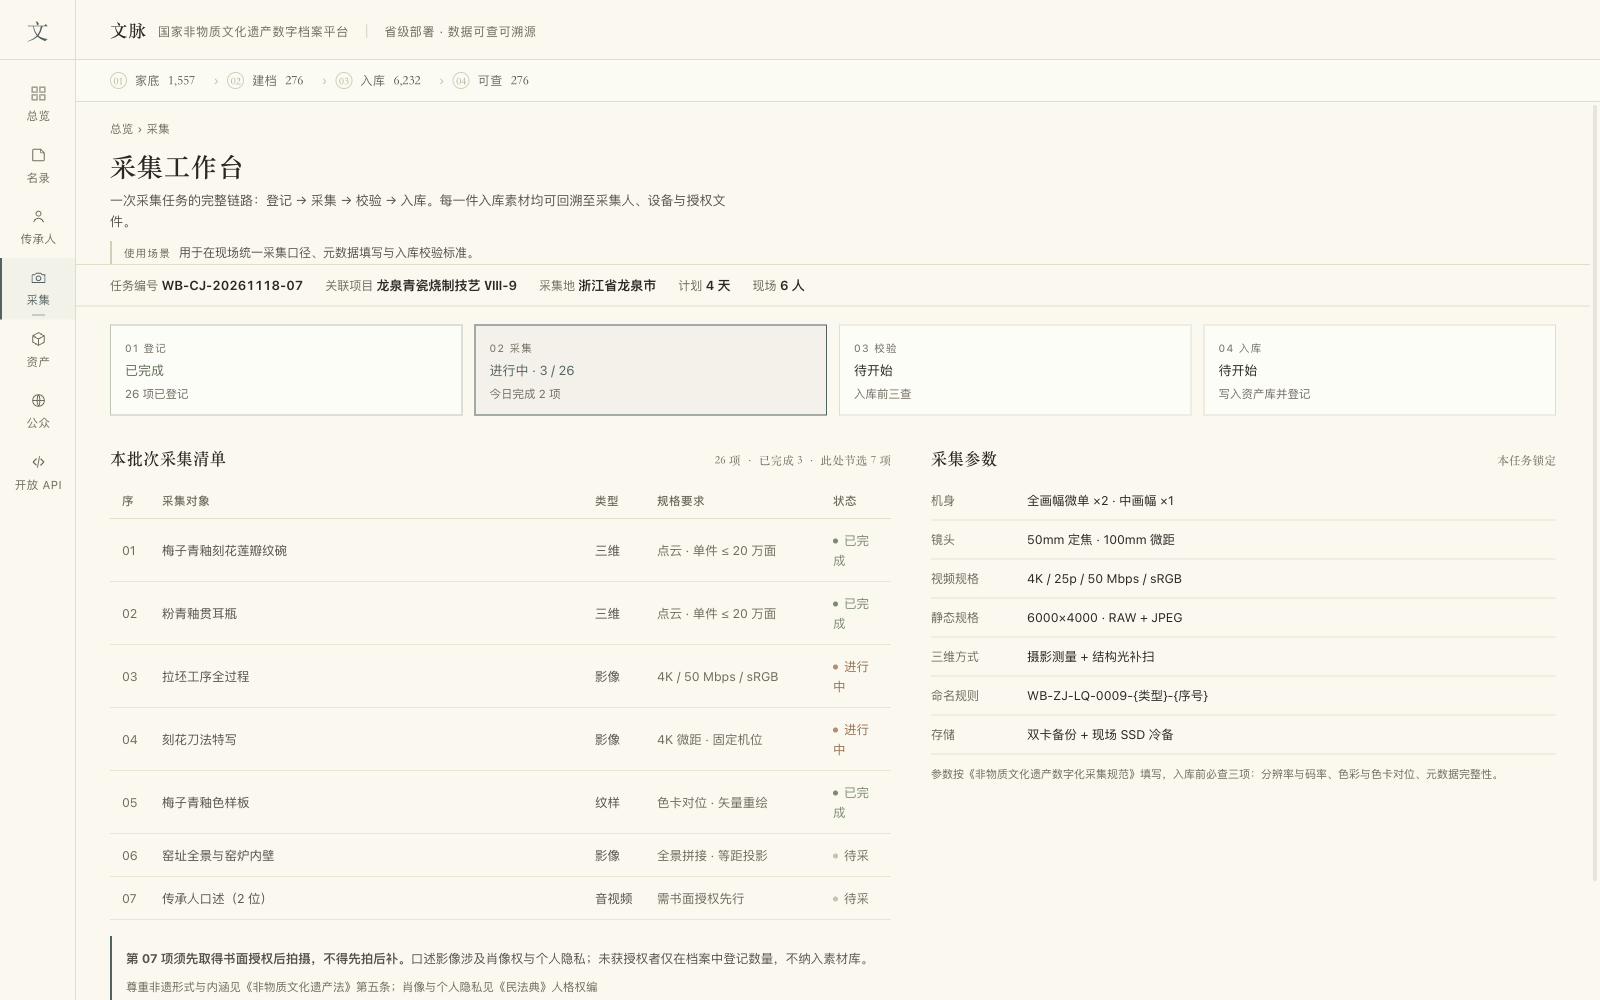 文
文脉 国家非物质文化遗产数字档案平台 省级部署 · 数据可查可溯源
01 家底 1,557 › 02 建档 276 › 03 入库 6,232 › 04 可查 276
总览
名录
传承人
采集
资产
公众
开放 API
总览 › 采集
采集工作台
一次采集任务的完整链路：登记 → 采集 → 校验 → 入库。每一件入库素材均可回溯至采集人、设备与授权文
件。
使用场景 用于在现场统一采集口径、元数据填写与入库校验标准。
任务编号 WB-CJ-20261118-07 关联项目 龙泉青瓷烧制技艺 VIII-9 采集地 浙江省龙泉市 计划 4 天 现场 6 人
01 登记
已完成
26 项已登记
02 采集
进行中 · 3 / 26
今日完成 2 项
03 校验
待开始
入库前三查
04 入库
待开始
写入资产库并登记
本批次采集清单 26 项 · 已完成 3 · 此处节选 7 项
序 采集对象 类型 规格要求 状态
01 梅子青釉刻花莲瓣纹碗 三维 点云 · 单件 ≤ 20 万面 已完
成
02 粉青釉贯耳瓶 三维 点云 · 单件 ≤ 20 万面 已完
成
03 拉坯工序全过程 影像 4K / 50 Mbps / sRGB 进行
中
04 刻花刀法特写 影像 4K 微距 · 固定机位 进行
中
05 梅子青釉色样板 纹样 色卡对位 · 矢量重绘 已完
成
06 窑址全景与窑炉内壁 影像 全景拼接 · 等距投影 待采
07 传承人口述（2 位） 音视频 需书面授权先行 待采
第 07 项须先取得书面授权后拍摄，不得先拍后补。口述影像涉及肖像权与个人隐私；未获授权者仅在档案中登记数量，不纳入素材库。
尊重非遗形式与内涵见《非物质文化遗产法》第五条；肖像与个人隐私见《民法典》人格权编
采集参数 本任务锁定
机身 全画幅微单 ×2 · 中画幅 ×1
镜头 50mm 定焦 · 100mm 微距
视频规格 4K / 25p / 50 Mbps / sRGB
静态规格 6000×4000 · RAW + JPEG
三维方式 摄影测量 + 结构光补扫
命名规则 WB-ZJ-LQ-0009-{类型}-{序号}
存储 双卡备份 + 现场 SSD 冷备
参数按《非物质文化遗产数字化采集规范》填写，入库前必查三项：分辨率与码率、色彩与色卡对位、元数据完整性。